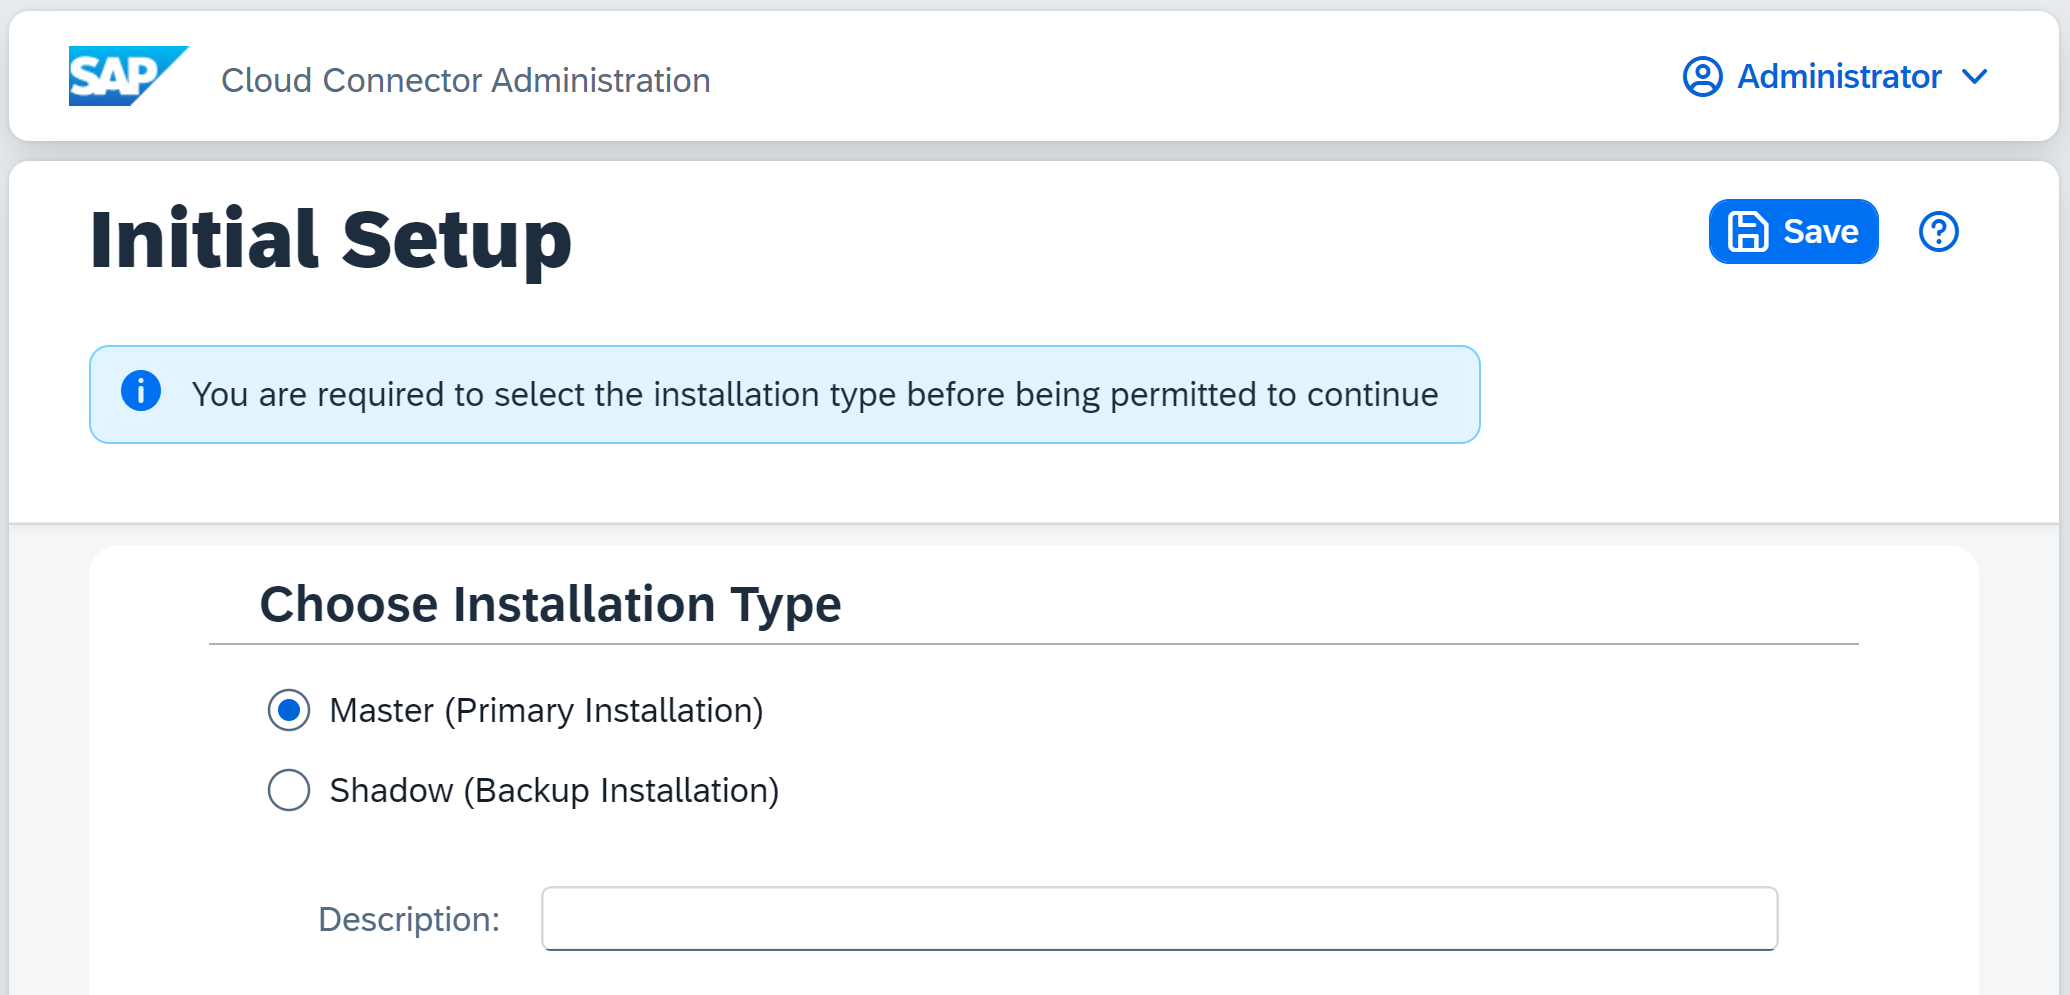 SAP Cloud Connector Administration Administrator
Initial Setup
Save
You are required to select the installation type before being permitted to continue
Choose Installation Type
Master (Primary Installation)
Shadow (Backup Installation)
Description: